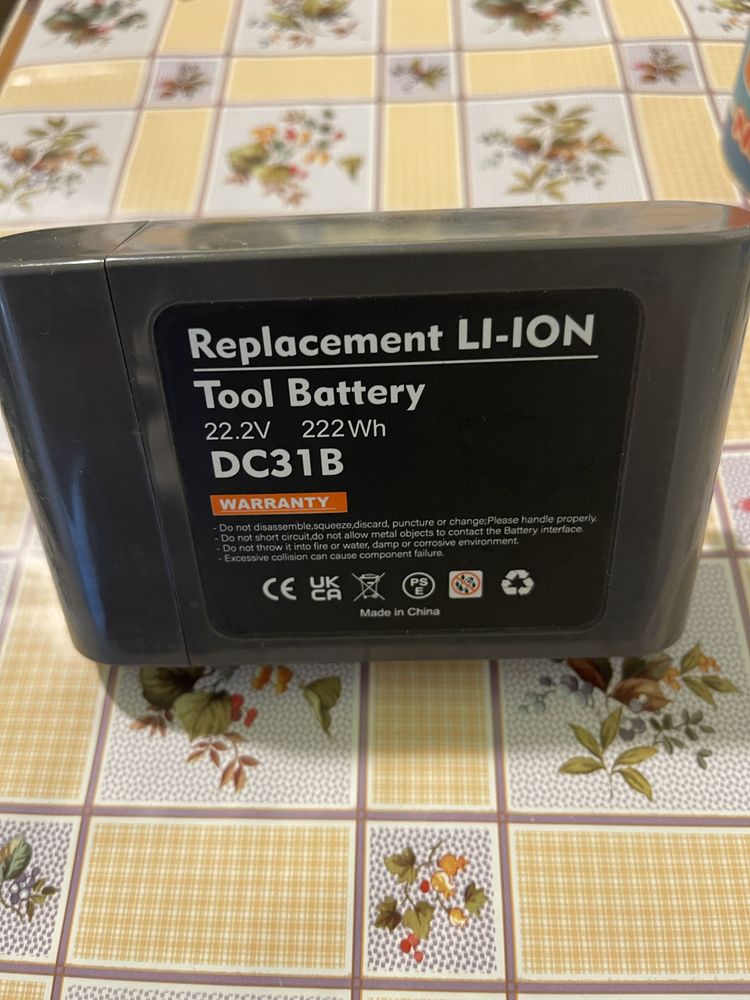 Replacement LI-ION
Tool Battery
22.2V 222Wh
DC31B
WARRANTY
- Do not disassemble,squeeze,discard, puncture or change;Please handle properly.
- Do not short circuit,do not allow metal objects to contact the Battery interface.
- Do not throw it into fire or water, damp or corrosive environment.
- Excessive collision can cause component failure.
CE UK CA PS E
Made in China